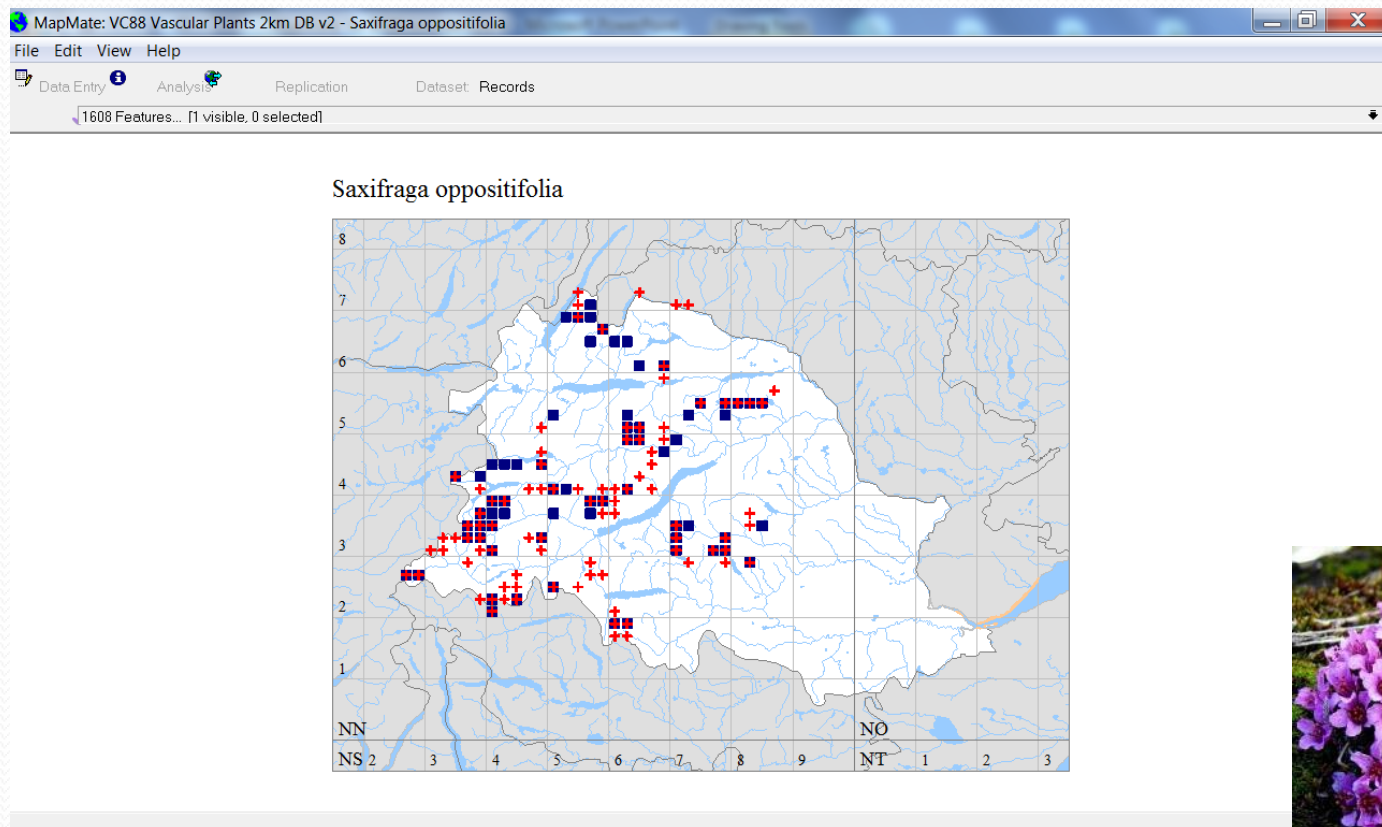 MapMate: VC88 Vascular Plants 2km DB v2 - Saxifraga oppositifolia
File Edit View Help
Data Entry Analysis Replication Dataset: Records
1608 Features... [1 visible, 0 selected]
Saxifraga oppositifolia
8
7
6
5
4
3
2
1
NN NO
NS 2 3 4 5 6 7 8 9 NT 1 2 3